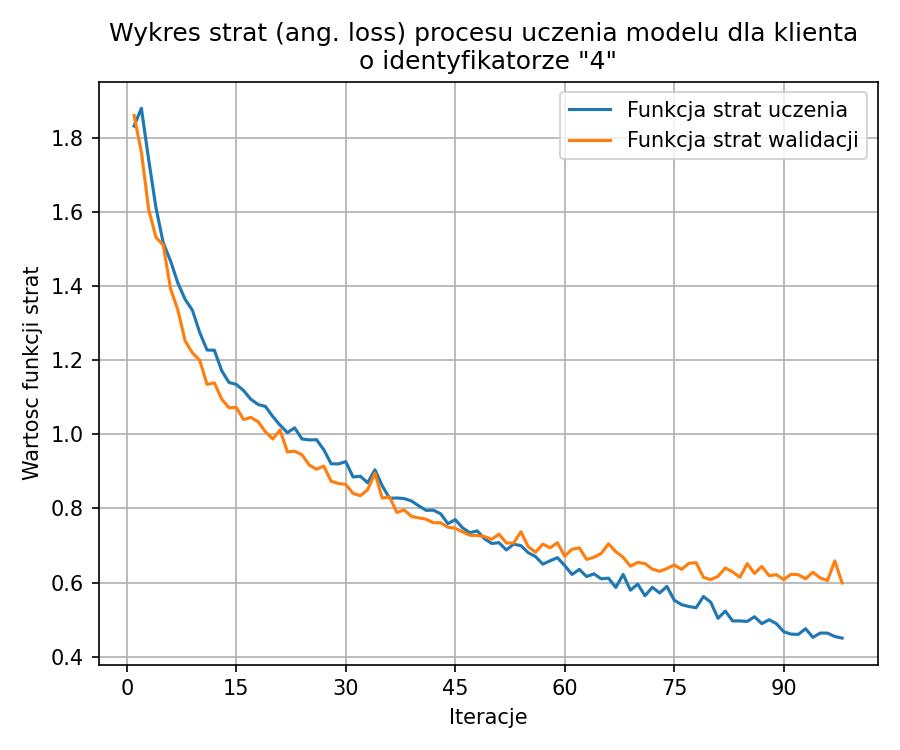 Wykres strat (ang. loss) procesu uczenia modelu dla klienta
o identyfikatorze "4"
Funkcja strat uczenia
Funkcja strat walidacji
Wartosc funkcji strat
1.8
1.6
1.4
1.2
1.0
0.8
0.6
0.4
0 15 30 45 60 75 90
Iteracje